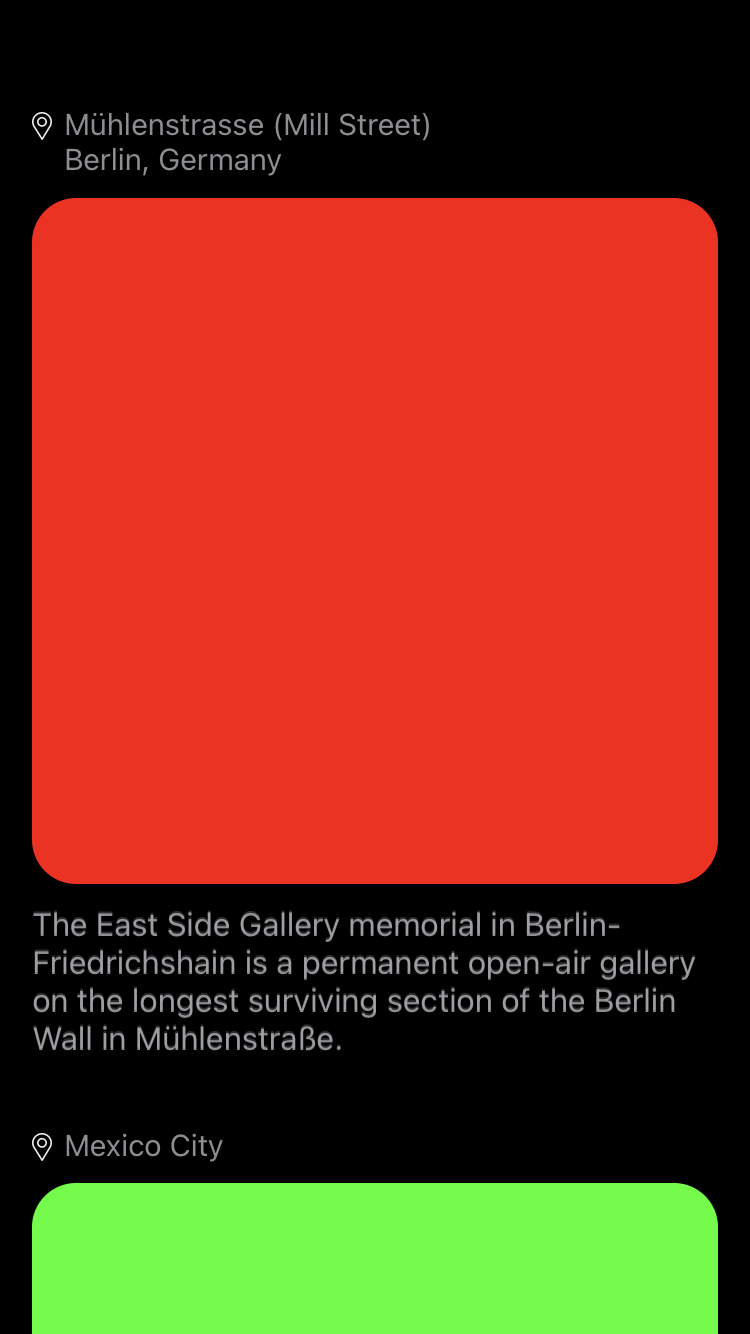 Mühlenstrasse (Mill Street)
Berlin, Germany
The East Side Gallery memorial in Berlin-
Friedrichshain is a permanent open-air gallery
on the longest surviving section of the Berlin
Wall in Mühlenstraße.
Mexico City